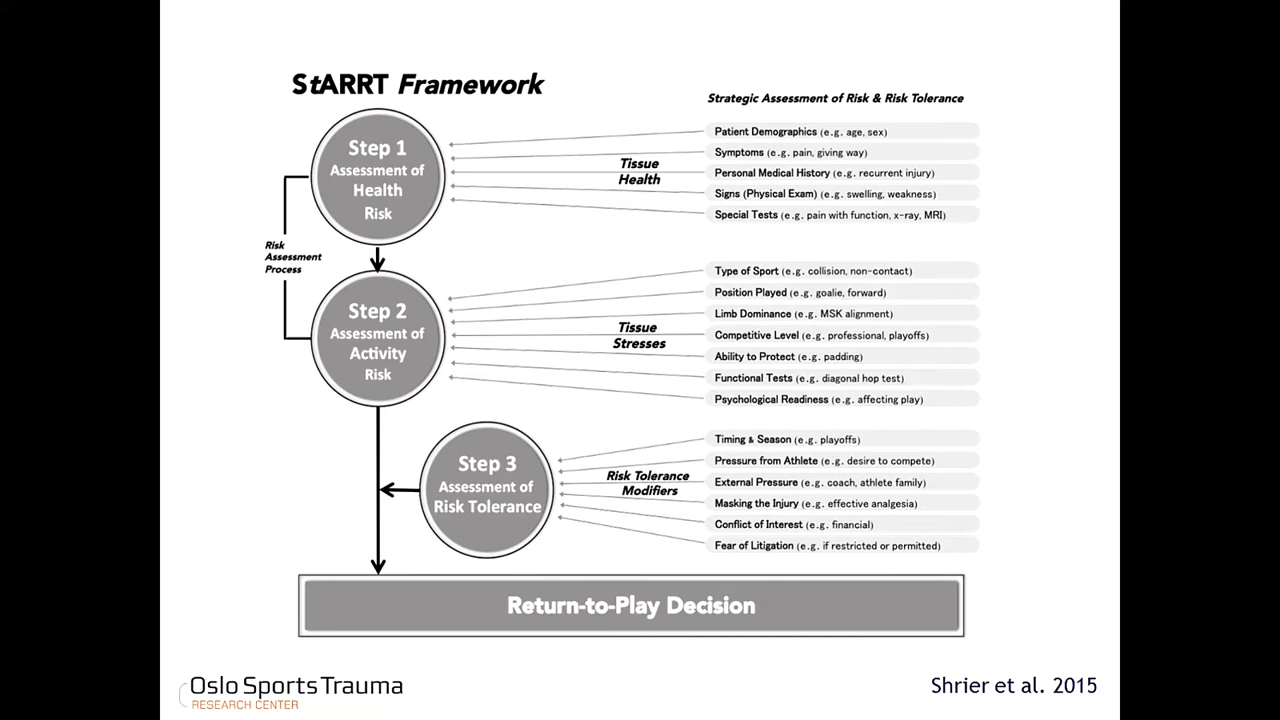 StARRT Framework
Strategic Assessment of Risk & Risk Tolerance
Step 1
Assessment of
Health
Risk
Tissue
Health
Patient Demographics (e.g. age, sex)
Symptoms (e.g. pain, giving way)
Personal Medical History (e.g. recurrent injury)
Signs (Physical Exam) (e.g. swelling, weakness)
Special Tests (e.g. pain with function, x-ray, MRI)
Risk
Assessment
Process
Step 2
Assessment of
Activity
Risk
Tissue
Stresses
Type of Sport (e.g. collision, non-contact)
Position Played (e.g. goalie, forward)
Limb Dominance (e.g. MSK alignment)
Competitive Level (e.g. professional, playoffs)
Ability to Protect (e.g. padding)
Functional Tests (e.g. diagonal hop test)
Psychological Readiness (e.g. affecting play)
Step 3
Assessment of
Risk Tolerance
Risk Tolerance
Modifiers
Timing & Season (e.g. playoffs)
Pressure from Athlete (e.g. desire to compete)
External Pressure (e.g. coach, athlete family)
Masking the Injury (e.g. effective analgesia)
Conflict of Interest (e.g. financial)
Fear of Litigation (e.g. if restricted or permitted)
Return-to-Play Decision
Oslo Sports Trauma
RESEARCH CENTER
Shrier et al. 2015